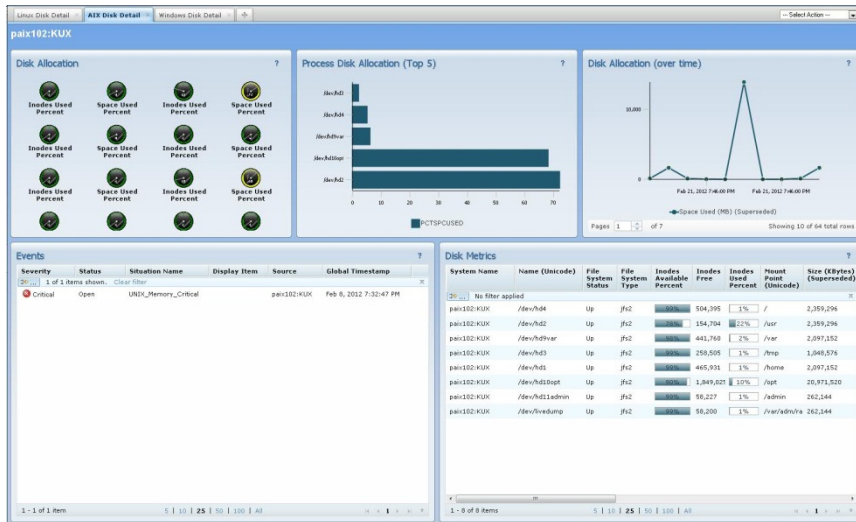 Linux Disk Detail
AIX Disk Detail
Windows Disk Detail
-- Select Action --
paix102:KUX
Disk Allocation ?
Inodes Used Percent Space Used Percent Inodes Used Percent Space Used Percent
Inodes Used Percent Space Used Percent Inodes Used Percent Space Used Percent
Inodes Used Percent Space Used Percent Inodes Used Percent Space Used Percent
Process Disk Allocation (Top 5) ?
/dev/hd3
/dev/hd4
/dev/hd9var
/dev/hd10opt
/dev/hd2
0 10 20 30 40 50 60 70
PCTSPCUSED
Disk Allocation (over time) ?
10,000
0
Feb 21, 2012 7:46:00 PM Feb 21, 2012 7:46:00 PM
Space Used (MB) (Superseded)
Pages 1 of 7 Showing 10 of 64 total rows
Events ?
Severity Status Situation Name Display Item Source Global Timestamp
1 of 1 items shown. Clear filter
Critical Open UNIX_Memory_Critical paix102:KUX Feb 8, 2012 7:32:47 PM
1 - 1 of 1 item 5 | 10 | 25 | 50 | 100 | All 1
Disk Metrics ?
System Name Name (Unicode) File System Status File System Type Inodes Available Percent Inodes Free Inodes Used Percent Mount Point (Unicode) Size (KBytes) (Superseded)
No filter applied
paix102:KUX /dev/hd4 Up jfs2 504,395 1% / 2,359,296
paix102:KUX /dev/hd2 Up jfs2 154,704 22% /usr 2,359,296
paix102:KUX /dev/hd9var Up jfs2 441,768 2% /var 2,097,152
paix102:KUX /dev/hd3 Up jfs2 258,505 1% /tmp 1,048,576
paix102:KUX /dev/hd1 Up jfs2 465,931 1% /home 2,097,152
paix102:KUX /dev/hd10opt Up jfs2 10% /opt 20,971,520
paix102:KUX /dev/hd11admin Up jfs2 58,227 1% /admin 262,144
paix102:KUX /dev/livedump Up jfs2 58,200 1% /var/adm/ra 262,144
1 - 8 of 8 items 5 | 10 | 25 | 50 | 100 | All 1